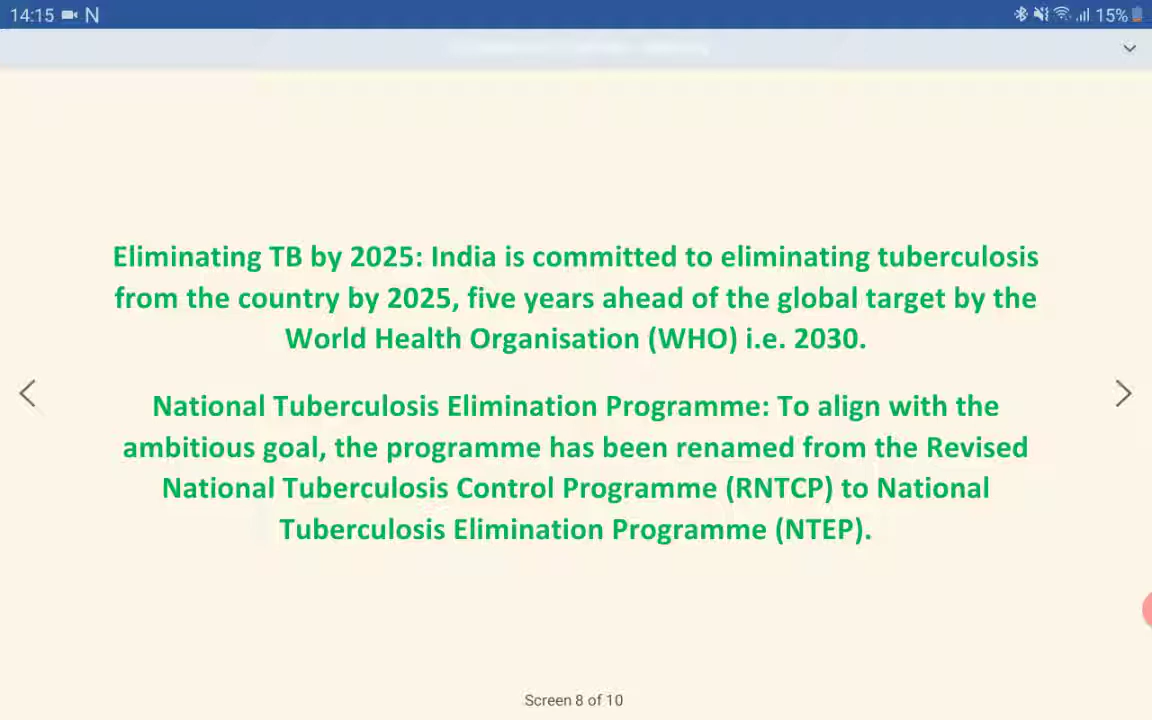 14:15 N 15%
Eliminating TB by 2025: India is committed to eliminating tuberculosis
from the country by 2025, five years ahead of the global target by the
World Health Organisation (WHO) i.e. 2030.
National Tuberculosis Elimination Programme: To align with the
ambitious goal, the programme has been renamed from the Revised
National Tuberculosis Control Programme (RNTCP) to National
Tuberculosis Elimination Programme (NTEP).
Screen 8 of 10